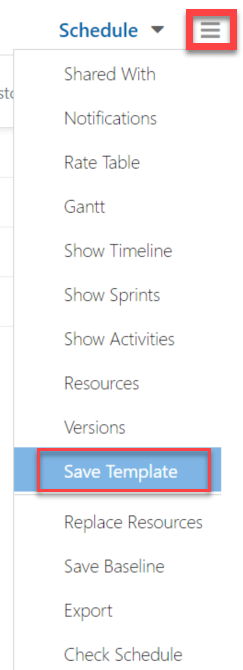 Schedule
Shared With
Notifications
Rate Table
Gantt
Show Timeline
Show Sprints
Show Activities
Resources
Versions
Save Template
Replace Resources
Save Baseline
Export
Check Schedule